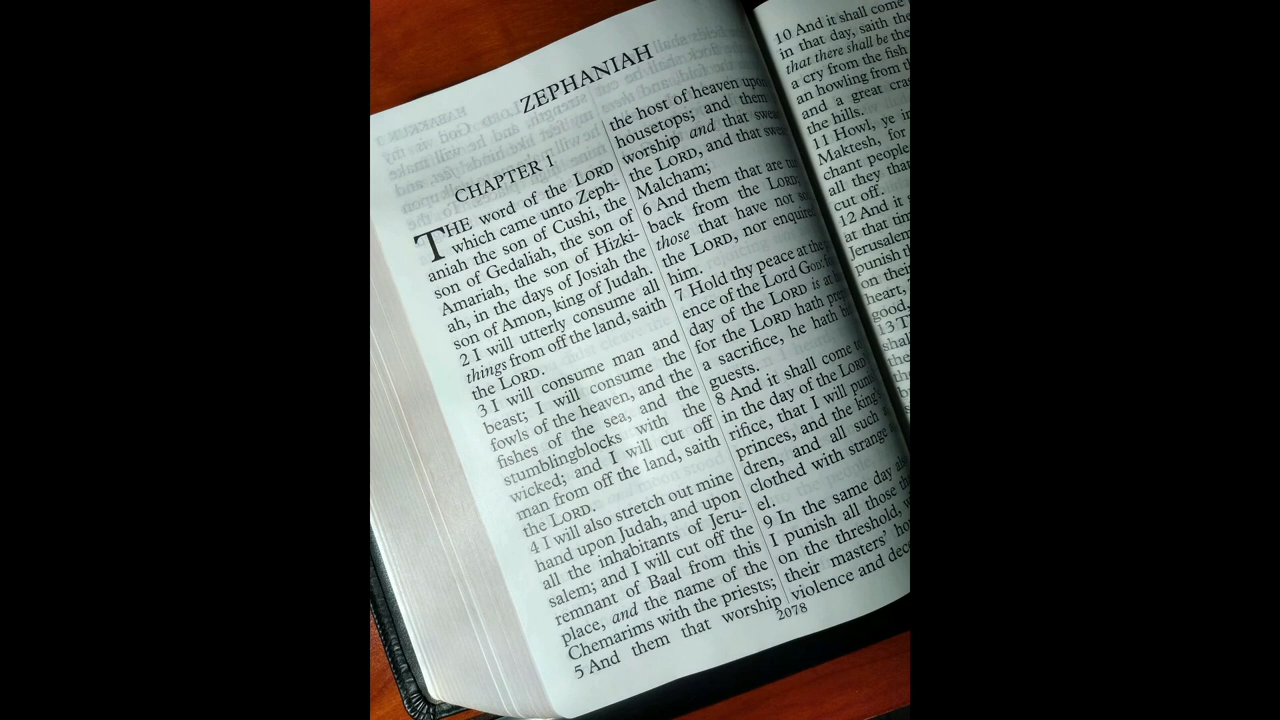 ZEPHANIAH
CHAPTER 1
THE word of the LORD
which came unto Zeph-
aniah the son of Cushi, the
son of Gedaliah, the son of
Amariah, the son of Hizki-
ah, in the days of Josiah the
son of Amon, king of Judah.
2 I will utterly consume all
things from off the land, saith
the LORD.
3 I will consume man and
beast; I will consume the
fowls of the heaven, and the
fishes of the sea, and the
stumblingblocks with the
wicked; and I will cut off
man from off the land, saith
the LORD.
4 I will also stretch out mine
hand upon Judah, and upon
all the inhabitants of Jeru-
salem; and I will cut off the
remnant of Baal from this
place, and the name of the
Chemarims with the priests;
5 And them that worship
the host of heaven upon
housetops; and them
worship and that swear
the LORD, and that swear
Malcham;
6 And them that are
back from the LORD;
those that have not
the LORD, nor enquired
him.
7 Hold thy peace at the
ence of the Lord GOD:
day of the LORD is at
for the LORD hath
a sacrifice, he hath
guests.
8 And it shall come to
in the day of the LORD
rifice, that I will
princes, and the king's
dren, and all such
clothed with strange
el.
9 In the same day
I punish all those
on the threshold,
their masters'
violence and
2078
10 And it shall come
in that day, saith the
that there shall be the
a cry from the fish
an howling from
and a great
the hills.
11 Howl, ye
Maktesh, for
chant people
all they that
cut off.
12 And it
at that
Jerusalem
punish
on their
heart,
good,
13
the